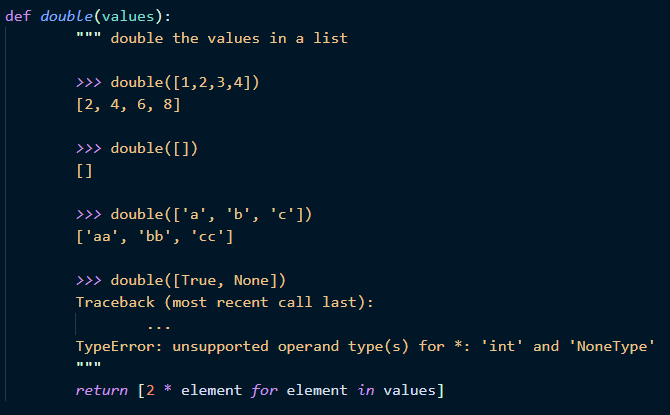 def double(values):
""" double the values in a list
>>> double([1,2,3,4])
[2, 4, 6, 8]
>>> double([])
[]
>>> double(['a', 'b', 'c'])
['aa', 'bb', 'cc']
>>> double([True, None])
Traceback (most recent call last):
...
TypeError: unsupported operand type(s) for *: 'int' and 'NoneType'
"""
return [2 * element for element in values]